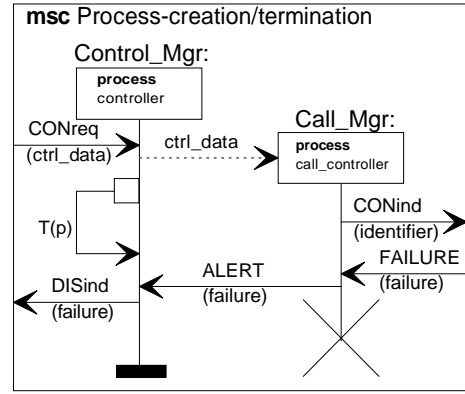 msc Process-creation/termination
Control_Mgr:
process
controller
Call_Mgr:
process
call_controller
CONreq
(ctrl_data)
ctrl_data
T(p)
CONind
(identifier)
FAILURE
(failure)
ALERT
(failure)
DISind
(failure)